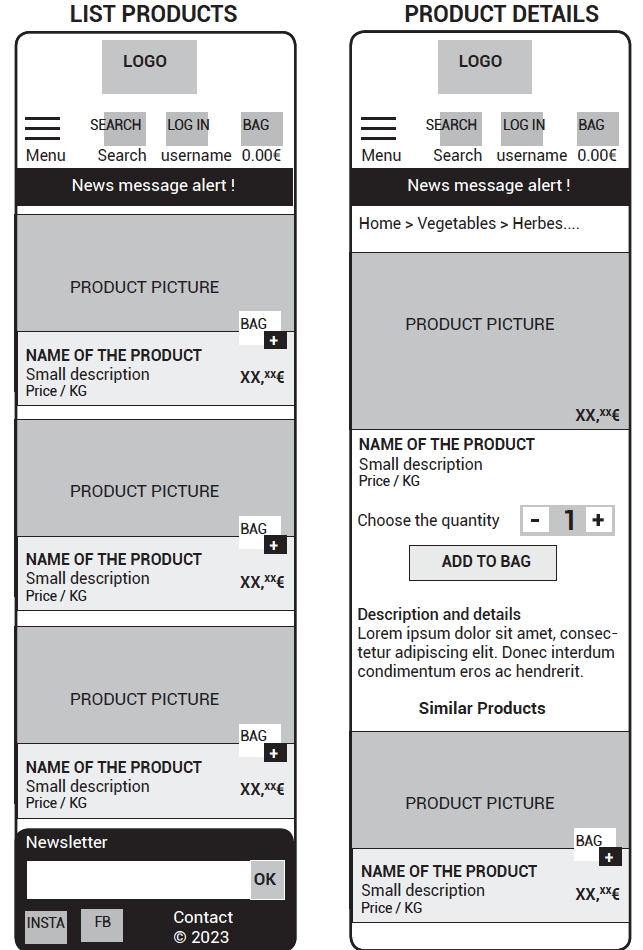 LIST PRODUCTS
LOGO
SEARCH LOG IN BAG
Menu Search username 0.00€
News message alert !
PRODUCT PICTURE
BAG
+
NAME OF THE PRODUCT
Small description
XX,xx€
Price / KG
PRODUCT PICTURE
BAG
+
NAME OF THE PRODUCT
Small description
XX,xx€
Price / KG
PRODUCT PICTURE
BAG
+
NAME OF THE PRODUCT
Small description
XX,xx€
Price / KG
Newsletter
OK
INSTA FB Contact
© 2023
PRODUCT DETAILS
LOGO
SEARCH LOG IN BAG
Menu Search username 0.00€
News message alert !
Home > Vegetables > Herbes....
PRODUCT PICTURE
XX,xx€
NAME OF THE PRODUCT
Small description
Price / KG
Choose the quantity - 1 +
ADD TO BAG
Description and details
Lorem ipsum dolor sit amet, consec-
tetur adipiscing elit. Donec interdum
condimentum eros ac hendrerit.
Similar Products
PRODUCT PICTURE
BAG
+
NAME OF THE PRODUCT
Small description
XX,xx€
Price / KG